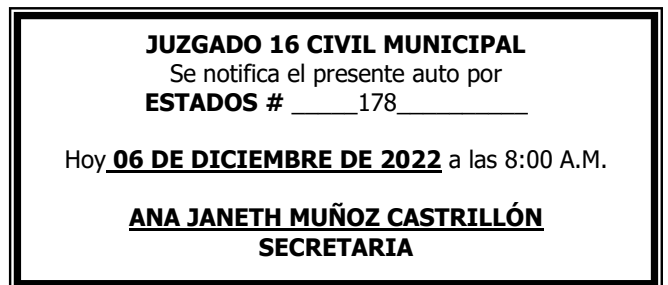 JUZGADO 16 CIVIL MUNICIPAL
Se notifica el presente auto por
ESTADOS # _____178__________
Hoy 06 DE DICIEMBRE DE 2022 a las 8:00 A.M.
ANA JANETH MUÑOZ CASTRILLÓN
SECRETARIA